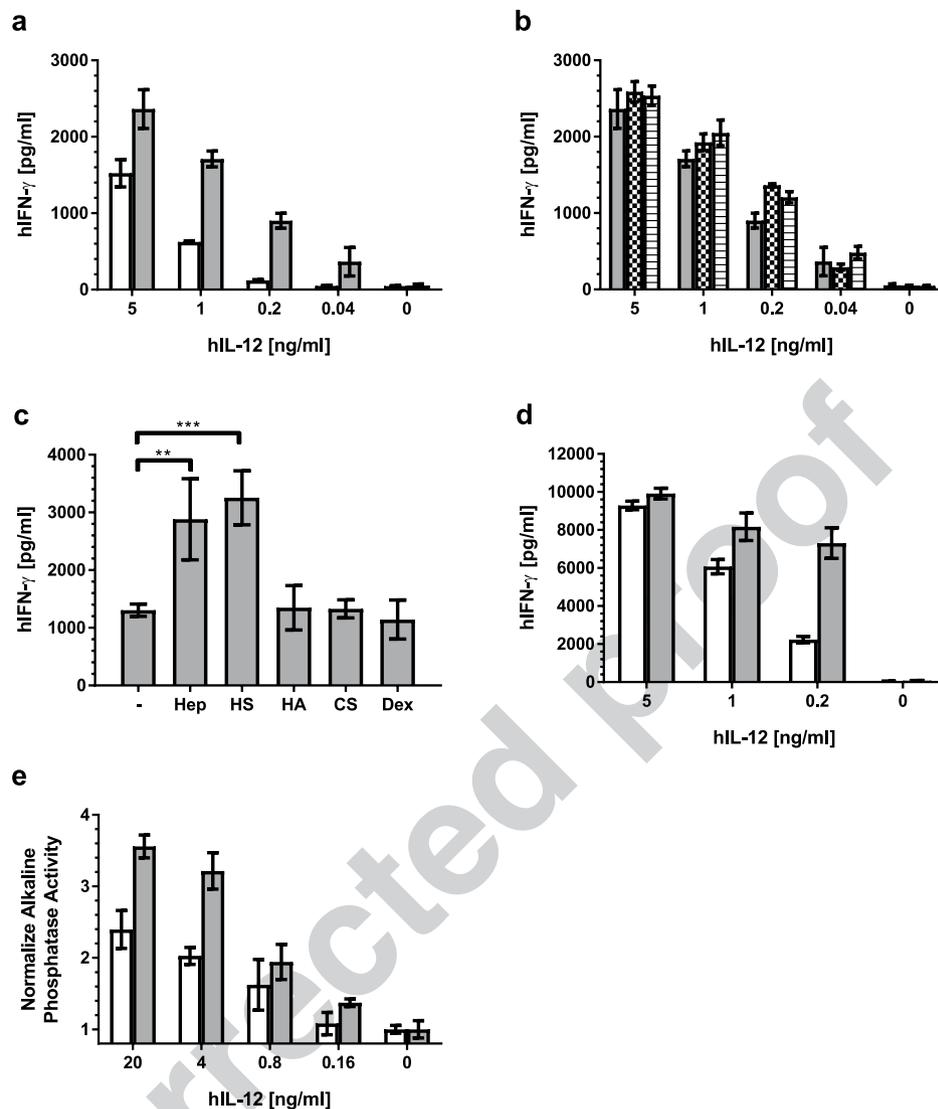 a
3000
2000
1000
0
hIFN-γ [pg/ml]
5 1 0.2 0.04 0
hIL-12 [ng/ml]
b
3000
2000
1000
0
hIFN-γ [pg/ml]
5 1 0.2 0.04 0
hIL-12 [ng/ml]
c
***
**
4000
3000
2000
1000
0
hIFN-γ [pg/ml]
- Hep HS HA CS Dex
d
12000
10000
8000
6000
4000
2000
0
hIFN-γ [pg/ml]
5 1 0.2 0
hIL-12 [ng/ml]
e
4
3
2
1
Normalize Alkaline
Phosphatase Activity
20 4 0.8 0.16 0
hIL-12 [ng/ml]
rrected proof